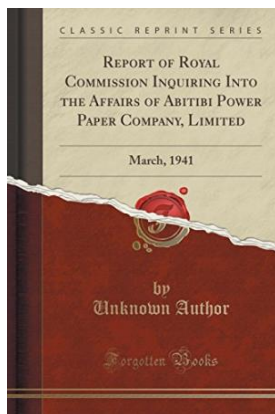 CLASSIC REPRINT SERIES
REPORT OF ROYAL
COMMISSION INQUIRING INTO
THE AFFAIRS OF ABITIBI POWER
PAPER COMPANY, LIMITED
March, 1941
by
Unknown Author
Forgotten Books